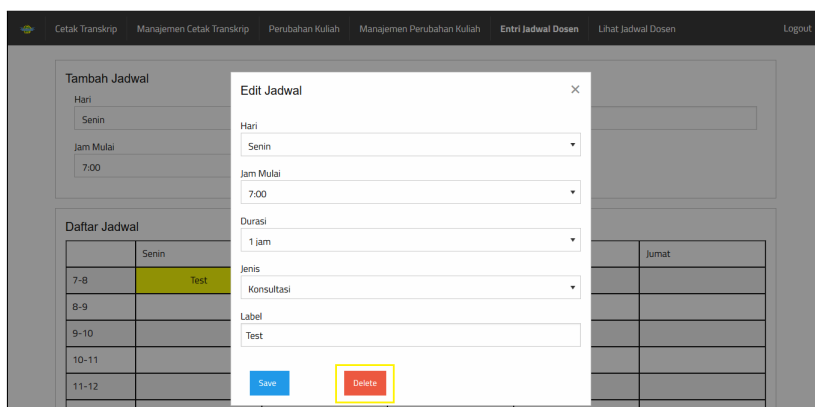 Cetak Transkrip Manajemen Cetak Transkrip Perubahan Kuliah Manajemen Perubahan Kuliah Entri Jadwal Dosen Lihat Jadwal Dosen Logout
Tambah Jadwal
Hari
Senin
Jam Mulai
7:00
Edit Jadwal ×
Hari
Senin
Jam Mulai
7:00
Durasi
1 jam
Jenis
Konsultasi
Label
Test
Save Delete
Daftar Jadwal
Senin Jumat
7-8 Test
8-9
9-10
10-11
11-12